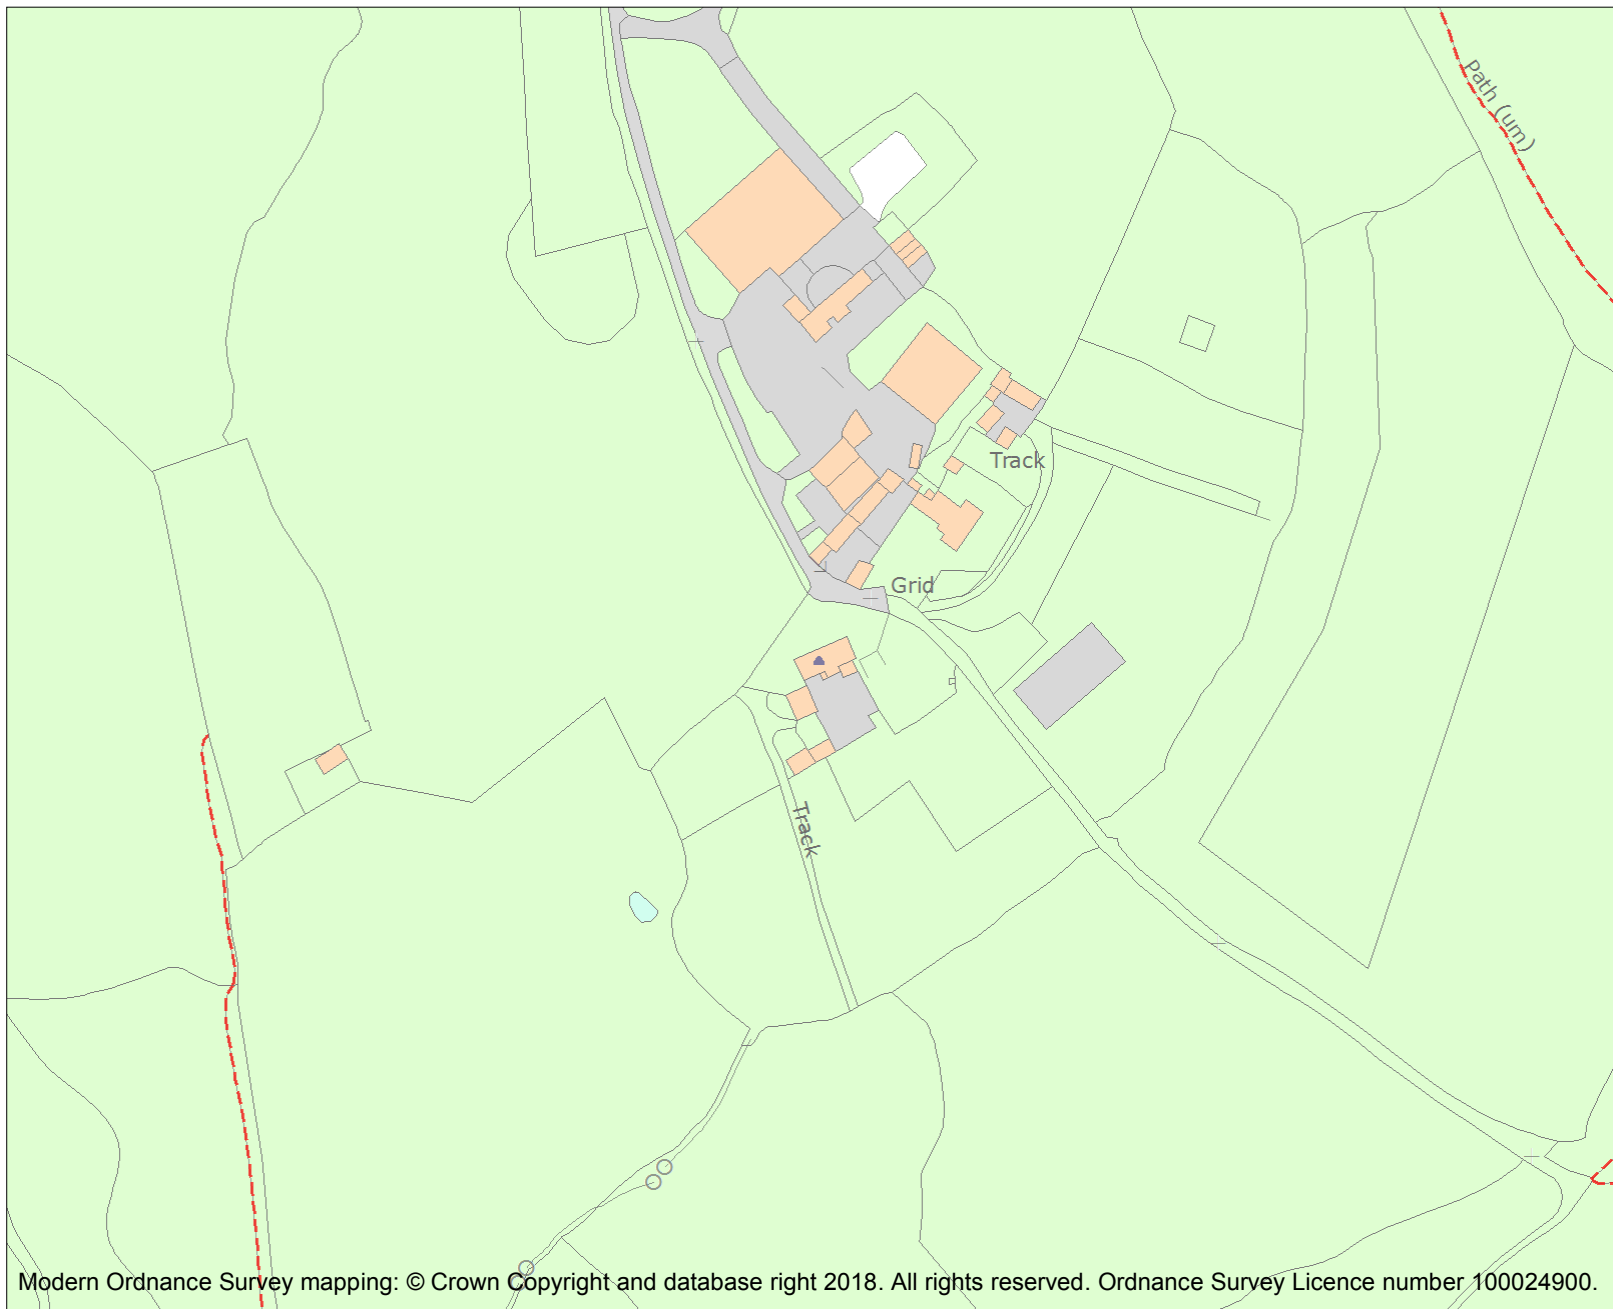 Path (um)
Track
Grid
Track
Modern Ordnance Survey mapping: © Crown Copyright and database right 2018. All rights reserved. Ordnance Survey Licence number 100024900.